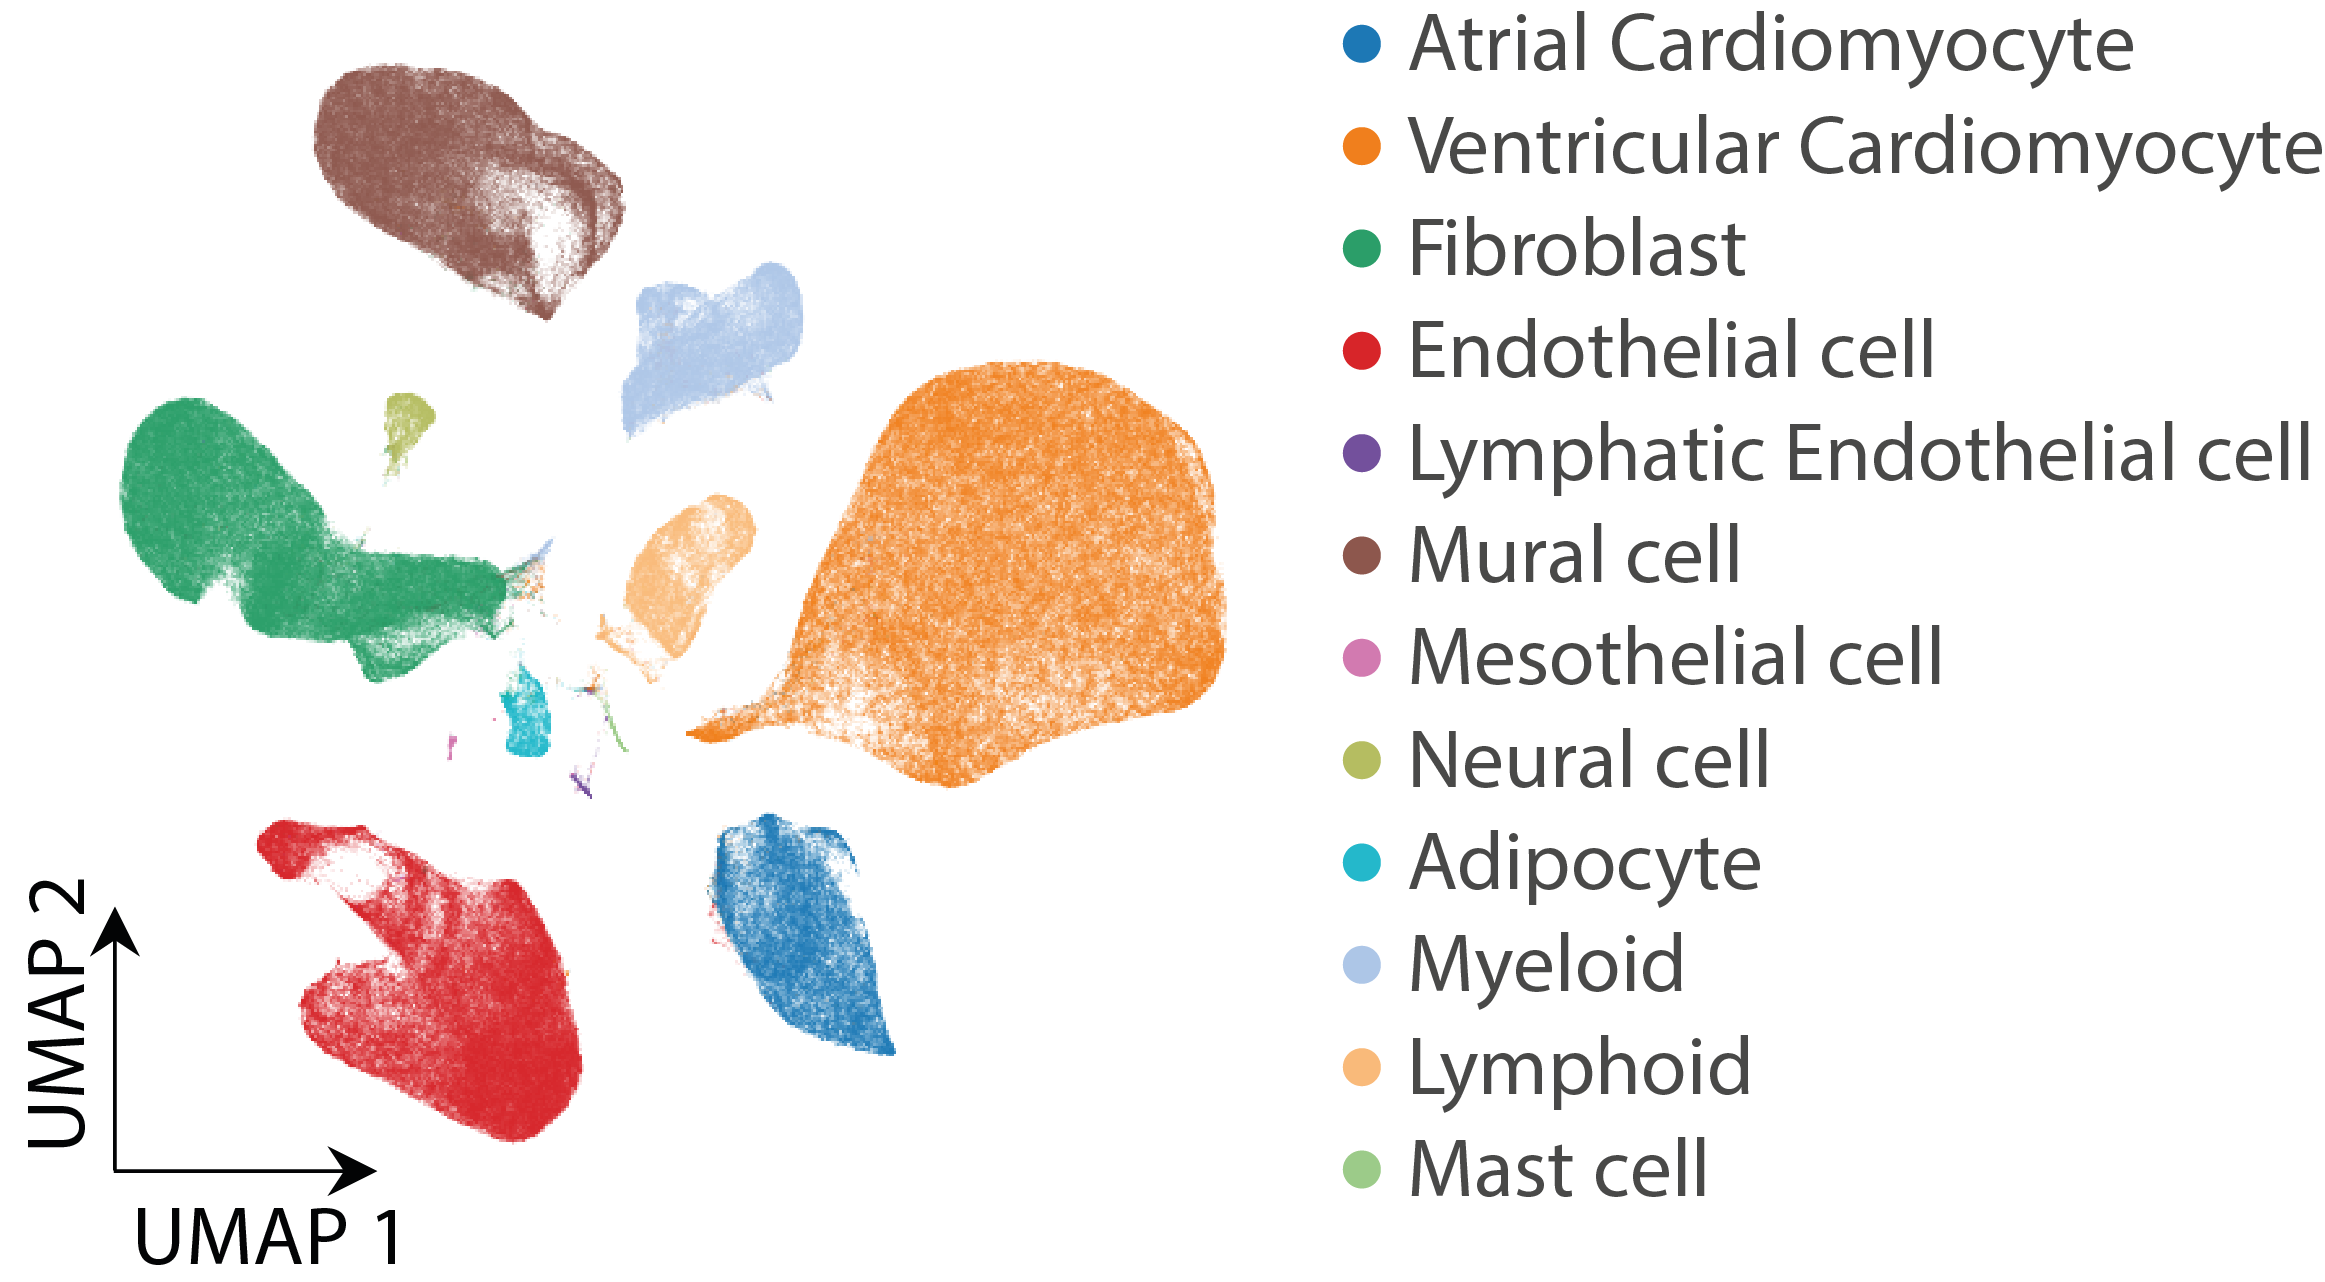 Atrial Cardiomyocyte
Ventricular Cardiomyocyte
Fibroblast
Endothelial cell
Lymphatic Endothelial cell
Mural cell
Mesothelial cell
Neural cell
Adipocyte
Myeloid
Lymphoid
Mast cell
UMAP 2
UMAP 1